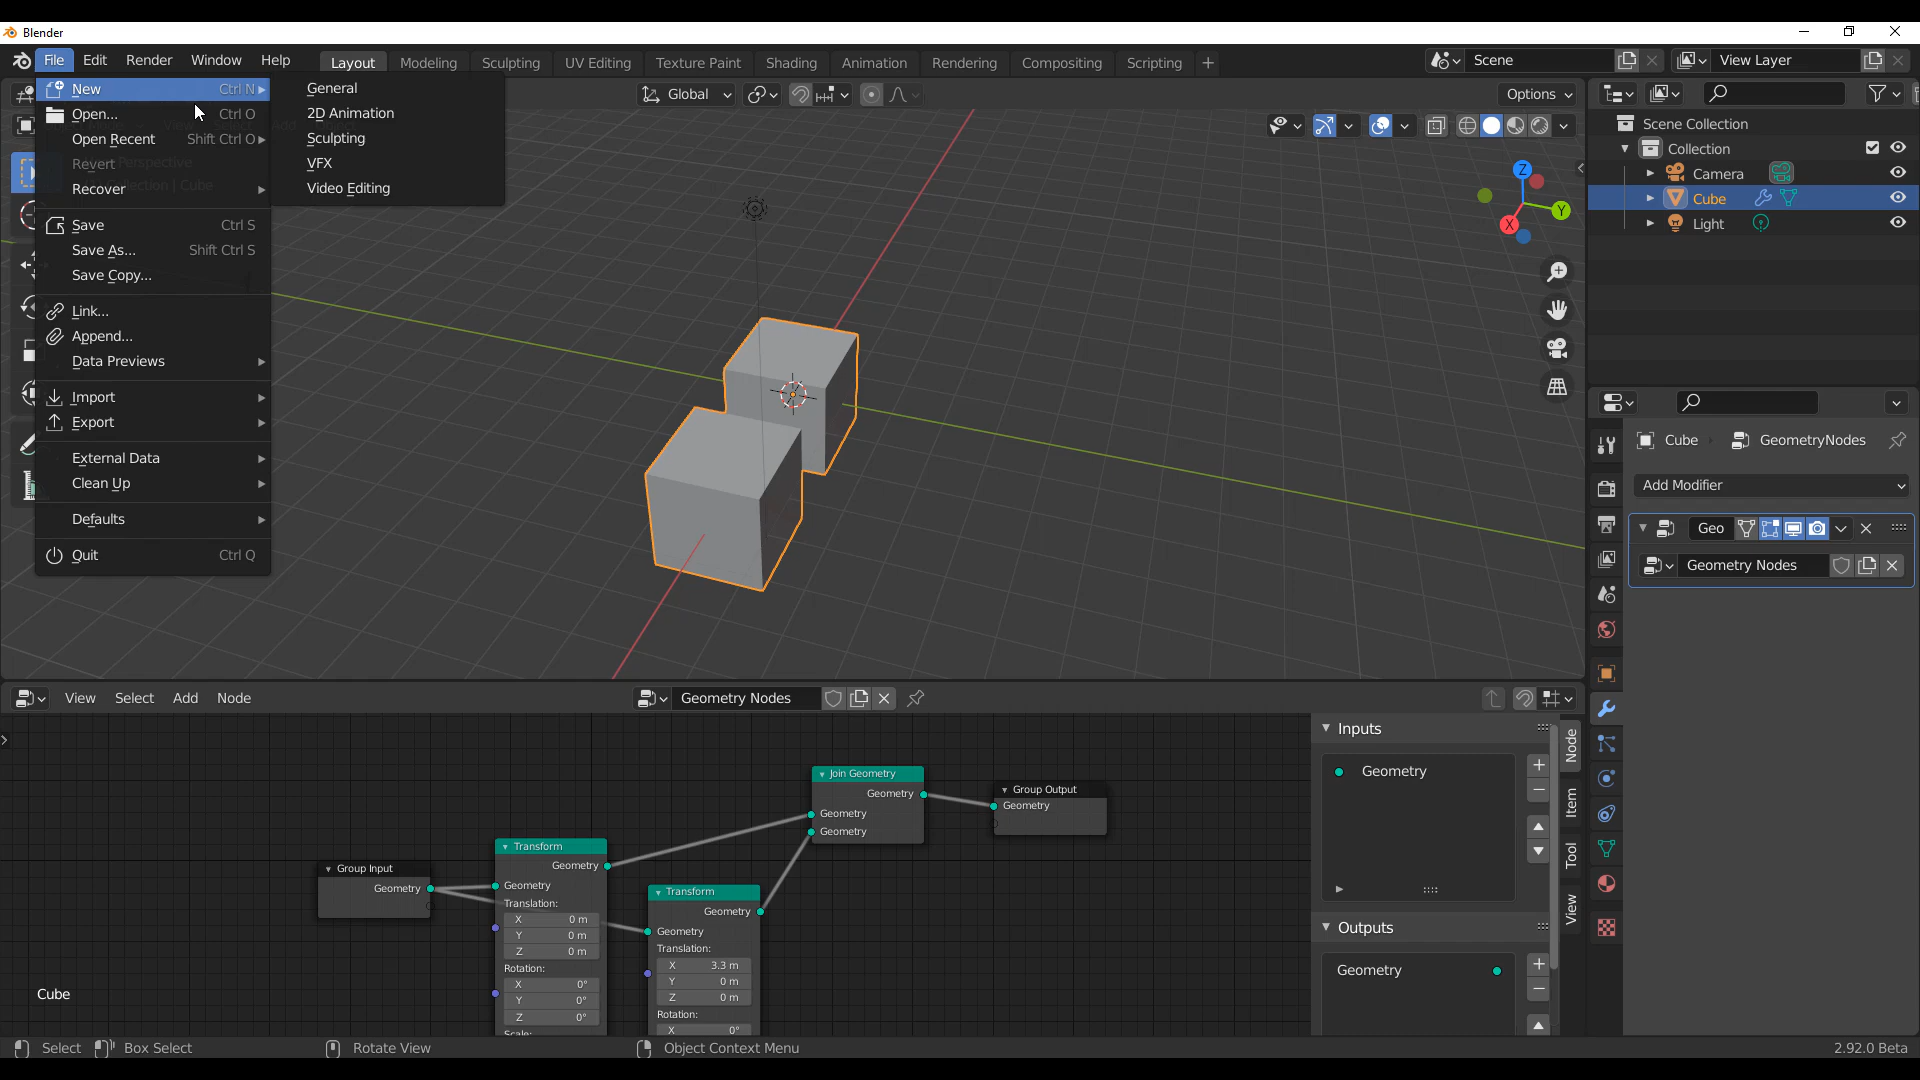 Blender
File Edit Render Window Help Layout Modeling Sculpting UV Editing Texture Paint Shading Animation Rendering Compositing Scripting + Scene View Layer
New Ctrl N
Open... Ctrl O
Open Recent Shift Ctrl O
Revert
Recover
Save Ctrl S
Save As... Shift Ctrl S
Save Copy...
Link...
Append...
Data Previews
Import
Export
External Data
Clean Up
Defaults
Quit Ctrl Q
General
2D Animation
Sculpting
VFX
Video Editing
Global
Options
Perspective
Collection | Cube
Z
Y
X
Scene Collection
Collection
Camera
Cube
Light
Cube GeometryNodes
Add Modifier
Geo
Geometry Nodes
View Select Add Node Geometry Nodes
Group Input
Geometry
Transform
Geometry
Geometry
Translation:
X 0 m
Y 0 m
Z 0 m
Rotation:
X 0°
Y 0°
Z 0°
Scale:
Transform
Geometry
Geometry
Translation:
X 3.3 m
Y 0 m
Z 0 m
Rotation:
X 0°
Join Geometry
Geometry
Geometry
Geometry
Group Output
Geometry
Cube
Inputs
Geometry
Outputs
Geometry
Node
Item
Tool
View
Select Box Select Rotate View Object Context Menu 2.92.0 Beta